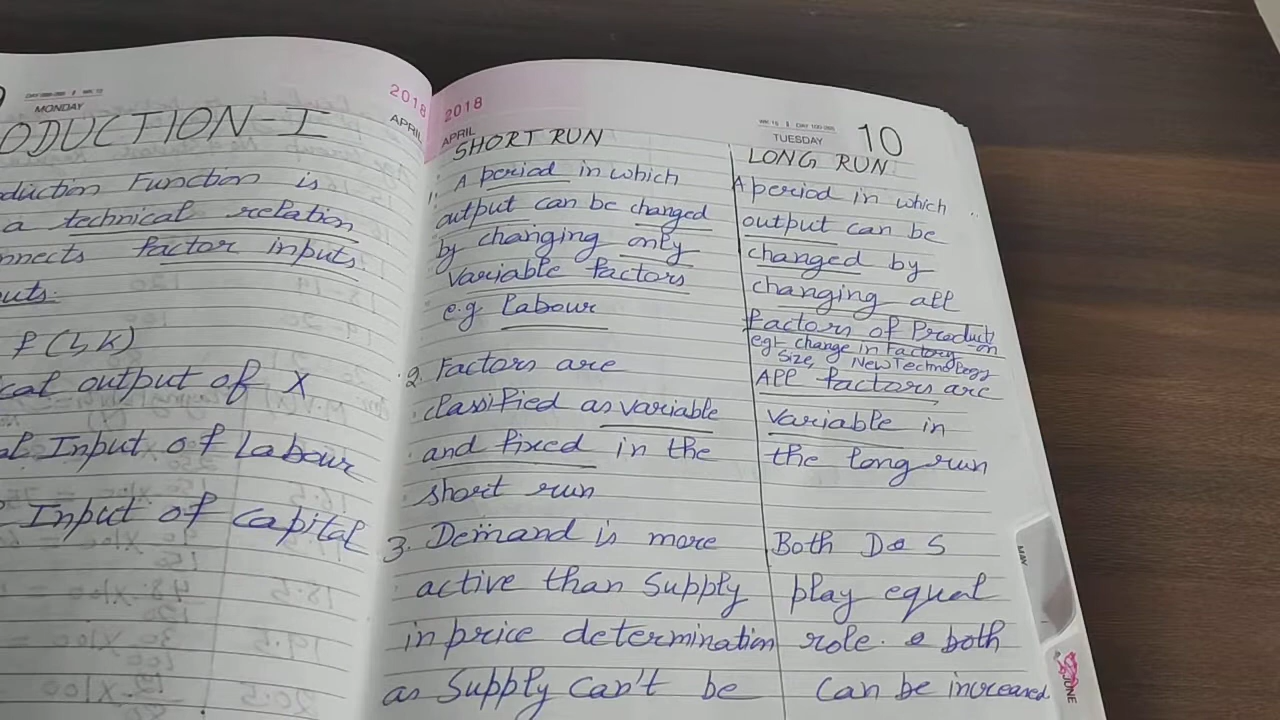 MONDAY
2018
APRIL
ODUCTION-I
duction Function is
a technical relation
nnects factor inputs
uts.
f(L,K)
cal output of X
al Input of Labour
Input of capital
2018
APRIL
TUESDAY
10
SHORT RUN
1. A period in which
output can be changed
by changing only
variable factors
e.g. Labour
2. Factors are
classified as variable
and fixed in the
short run
3. Demand is more
active than Supply
in price determination
as Supply can't be
LONG RUN
A period in which
output can be
changed by
changing all
factors of Production
eg- change in Factory
Size, New Technology
All factors are
variable in
the long run
Both D & S
play equal
role. both
can be increased
MAY
JUNE